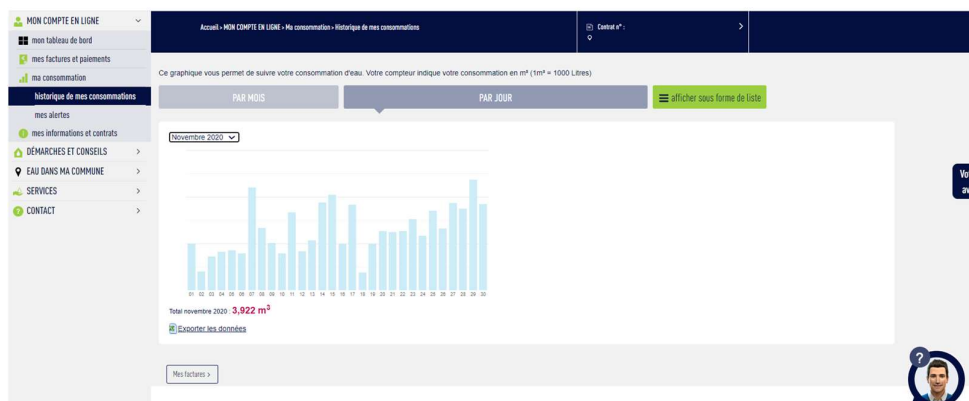 MON COMPTE EN LIGNE
mon tableau de bord
mes factures et paiements
ma consommation
historique de mes consommations
mes alertes
mes informations et contrats
DÉMARCHES ET CONSEILS
EAU DANS MA COMMUNE
SERVICES
CONTACT
Accueil > MON COMPTE EN LIGNE > Ma consommation > Historique de mes consommations
Contrat n° :
Ce graphique vous permet de suivre votre consommation d'eau. Votre compteur indique votre consommation en m³ (1m³ = 1000 Litres)
PAR MOIS
PAR JOUR
afficher sous forme de liste
Novembre 2020
01 02 03 04 05 06 07 08 09 10 11 12 13 14 15 16 17 18 19 20 21 22 23 24 25 26 27 28 29 30
Total novembre 2020 : 3,922 m³
Exporter les données
Mes factures >
?